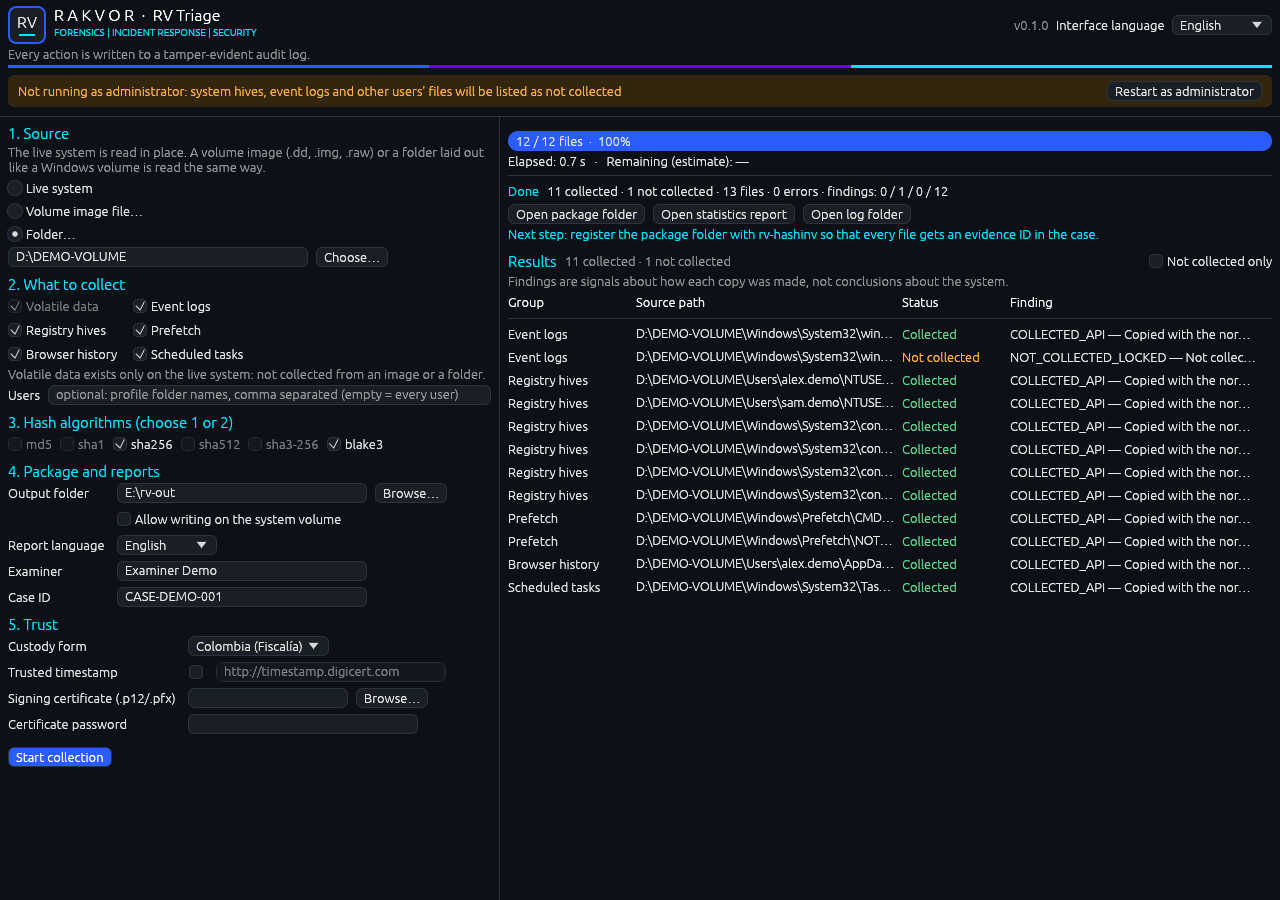 RV
RAKVOR · RV Triage
FORENSICS | INCIDENT RESPONSE | SECURITY
v0.1.0 Interface language English
Every action is written to a tamper-evident audit log.
Not running as administrator: system hives, event logs and other users' files will be listed as not collected
Restart as administrator
1. Source
The live system is read in place. A volume image (.dd, .img, .raw) or a folder laid out
like a Windows volume is read the same way.
Live system
Volume image file…
Folder…
D:\DEMO-VOLUME Choose…
2. What to collect
Volatile data Event logs
Registry hives Prefetch
Browser history Scheduled tasks
Volatile data exists only on the live system: not collected from an image or a folder.
Users optional: profile folder names, comma separated (empty = every user)
3. Hash algorithms (choose 1 or 2)
md5 sha1 sha256 sha512 sha3-256 blake3
4. Package and reports
Output folder E:\rv-out Browse…
Allow writing on the system volume
Report language English
Examiner Examiner Demo
Case ID CASE-DEMO-001
5. Trust
Custody form Colombia (Fiscalía)
Trusted timestamp http://timestamp.digicert.com
Signing certificate (.p12/.pfx) Browse…
Certificate password
Start collection
12 / 12 files · 100%
Elapsed: 0.7 s · Remaining (estimate): —
Done 11 collected · 1 not collected · 13 files · 0 errors · findings: 0 / 1 / 0 / 12
Open package folder Open statistics report Open log folder
Next step: register the package folder with rv-hashinv so that every file gets an evidence ID in the case.
Results 11 collected · 1 not collected Not collected only
Findings are signals about how each copy was made, not conclusions about the system.
Group Source path Status Finding
Event logs D:\DEMO-VOLUME\Windows\System32\win… Collected COLLECTED_API — Copied with the nor…
Event logs D:\DEMO-VOLUME\Windows\System32\win… Not collected NOT_COLLECTED_LOCKED — Not collec…
Registry hives D:\DEMO-VOLUME\Users\alex.demo\NTUSE… Collected COLLECTED_API — Copied with the nor…
Registry hives D:\DEMO-VOLUME\Users\sam.demo\NTUSE… Collected COLLECTED_API — Copied with the nor…
Registry hives D:\DEMO-VOLUME\Windows\System32\con… Collected COLLECTED_API — Copied with the nor…
Registry hives D:\DEMO-VOLUME\Windows\System32\con… Collected COLLECTED_API — Copied with the nor…
Registry hives D:\DEMO-VOLUME\Windows\System32\con… Collected COLLECTED_API — Copied with the nor…
Registry hives D:\DEMO-VOLUME\Windows\System32\con… Collected COLLECTED_API — Copied with the nor…
Prefetch D:\DEMO-VOLUME\Windows\Prefetch\CMD… Collected COLLECTED_API — Copied with the nor…
Prefetch D:\DEMO-VOLUME\Windows\Prefetch\NOT… Collected COLLECTED_API — Copied with the nor…
Browser history D:\DEMO-VOLUME\Users\alex.demo\AppDa… Collected COLLECTED_API — Copied with the nor…
Scheduled tasks D:\DEMO-VOLUME\Windows\System32\Tas… Collected COLLECTED_API — Copied with the nor…